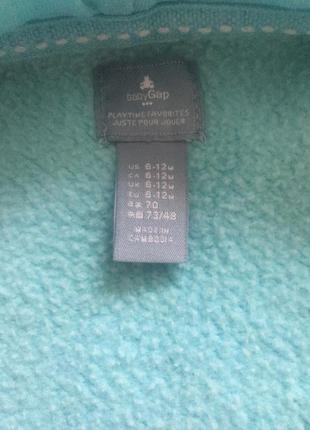 babyGap
PLAYTIME FAVORITES
JUSTE POUR JOUER
US 6-12M
CA 6-12M
UK 6-12M
EU 6-12M
70
73/48
MADE IN
CAMBODIA